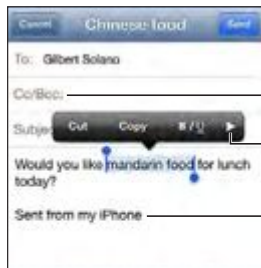 Cancel Chinese food Send
To: Gilbert Solano
Cc/Bcc:
Subje
Cut Copy B/U
Would you like mandarin food for lunch
today?
Sent from my iPhone